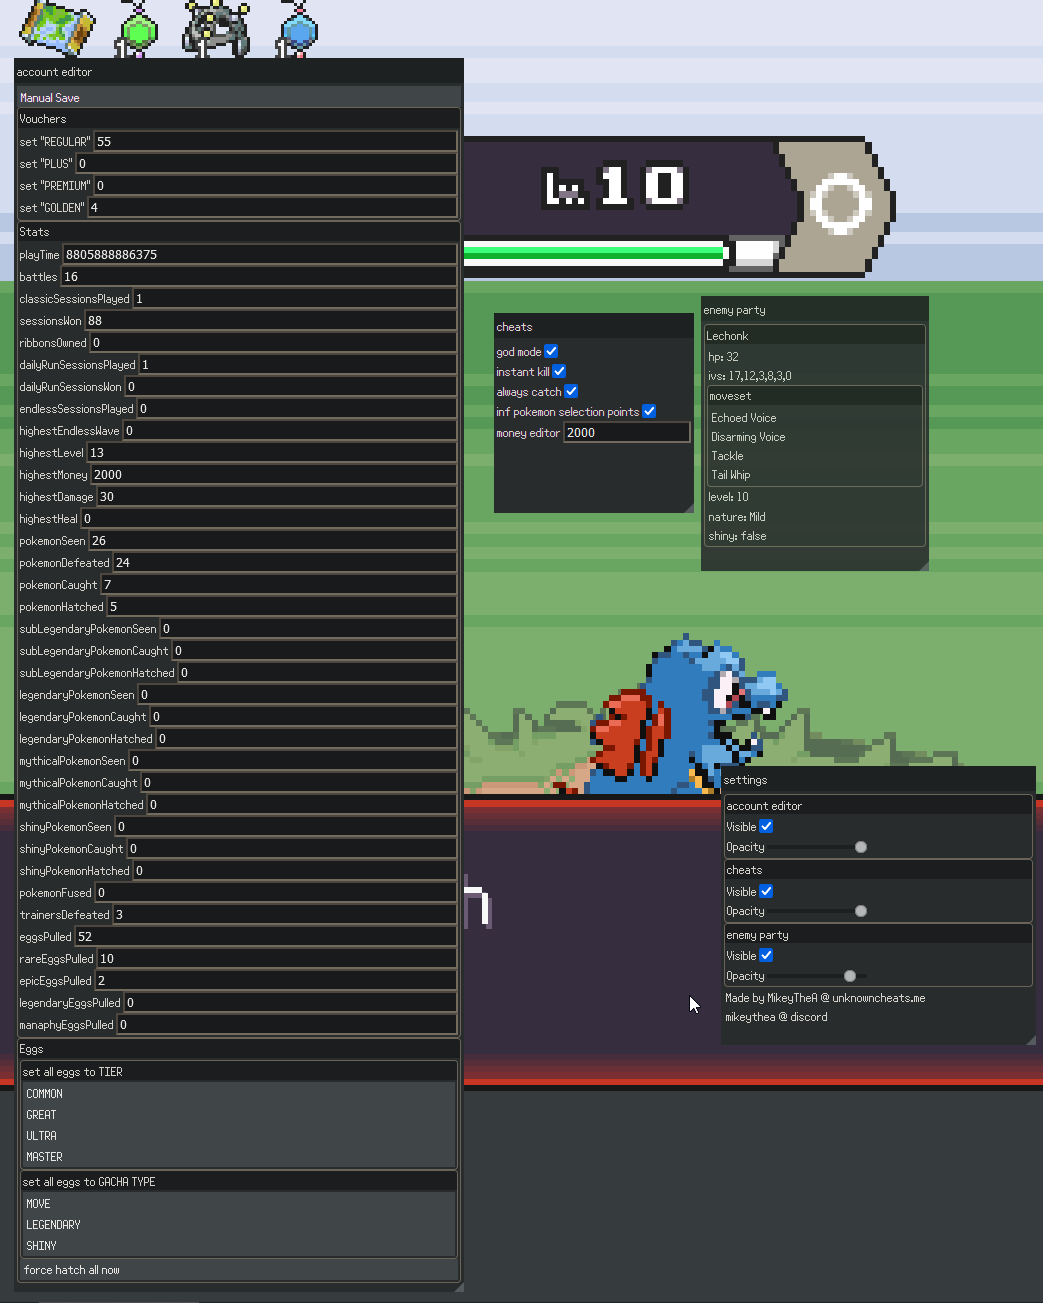 account editor
Manual Save
Vouchers
set "REGULAR" 55
set "PLUS" 0
set "PREMIUM" 0
set "GOLDEN" 4
Stats
playTime 8805888886375
battles 16
classicSessionsPlayed 1
sessionsWon 88
ribbonsOwned 0
dailyRunSessionsPlayed 1
dailyRunSessionsWon 0
endlessSessionsPlayed 0
highestEndlessWave 0
highestLevel 13
highestMoney 2000
highestDamage 30
highestHeal 0
pokemonSeen 26
pokemonDefeated 24
pokemonCaught 7
pokemonHatched 5
subLegendaryPokemonSeen 0
subLegendaryPokemonCaught 0
subLegendaryPokemonHatched 0
legendaryPokemonSeen 0
legendaryPokemonCaught 0
legendaryPokemonHatched 0
mythicalPokemonSeen 0
mythicalPokemonCaught 0
mythicalPokemonHatched 0
shinyPokemonSeen 0
shinyPokemonCaught 0
shinyPokemonHatched 0
pokemonFused 0
trainersDefeated 3
eggsPulled 52
rareEggsPulled 10
epicEggsPulled 2
legendaryEggsPulled 0
manaphyEggsPulled 0
Eggs
set all eggs to TIER
COMMON
GREAT
ULTRA
MASTER
set all eggs to GACHA TYPE
MOVE
LEGENDARY
SHINY
force hatch all now
Lv.10
cheats
god mode
instant kill
always catch
inf pokemon selection points
money editor 2000
enemy party
Lechonk
hp: 32
ivs: 17,12,3,8,3,0
moveset
Echoed Voice
Disarming Voice
Tackle
Tail Whip
level: 10
nature: Mild
shiny: false
settings
account editor
Visible
Opacity
cheats
Visible
Opacity
enemy party
Visible
Opacity
Made by MikeyTheA @ unknowncheats.me
mikeythea @ discord